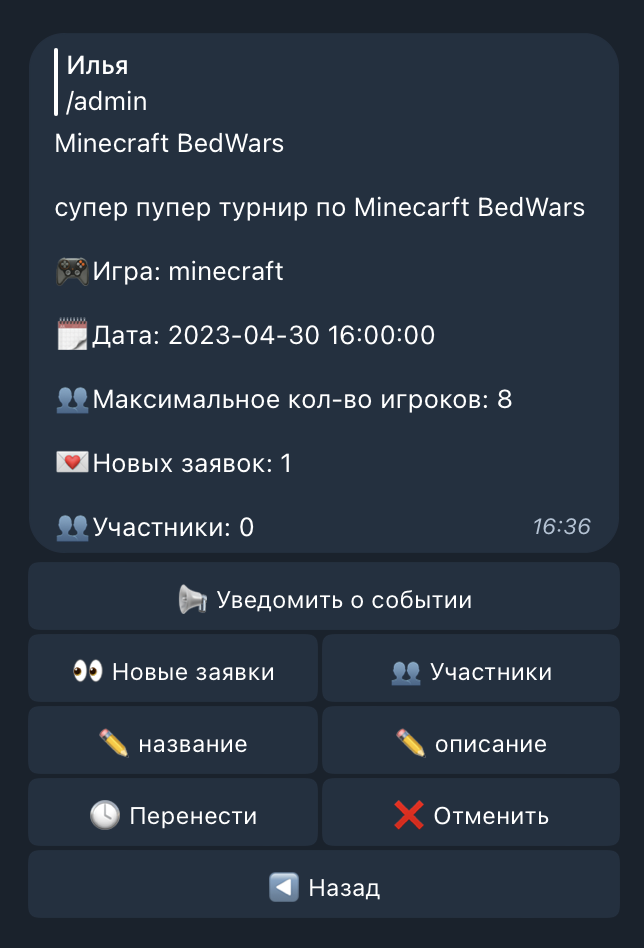 Илья
/admin
Minecraft BedWars
супер пупер турнир по Minecarft BedWars
🎮Игра: minecraft
🗓Дата: 2023-04-30 16:00:00
👥Максимальное кол-во игроков: 8
💌Новых заявок: 1
👥Участники: 0
16:36
📢 Уведомить о событии
👀 Новые заявки
👥 Участники
✏️ название
✏️ описание
🕓 Перенести
❌ Отменить
◀️ Назад